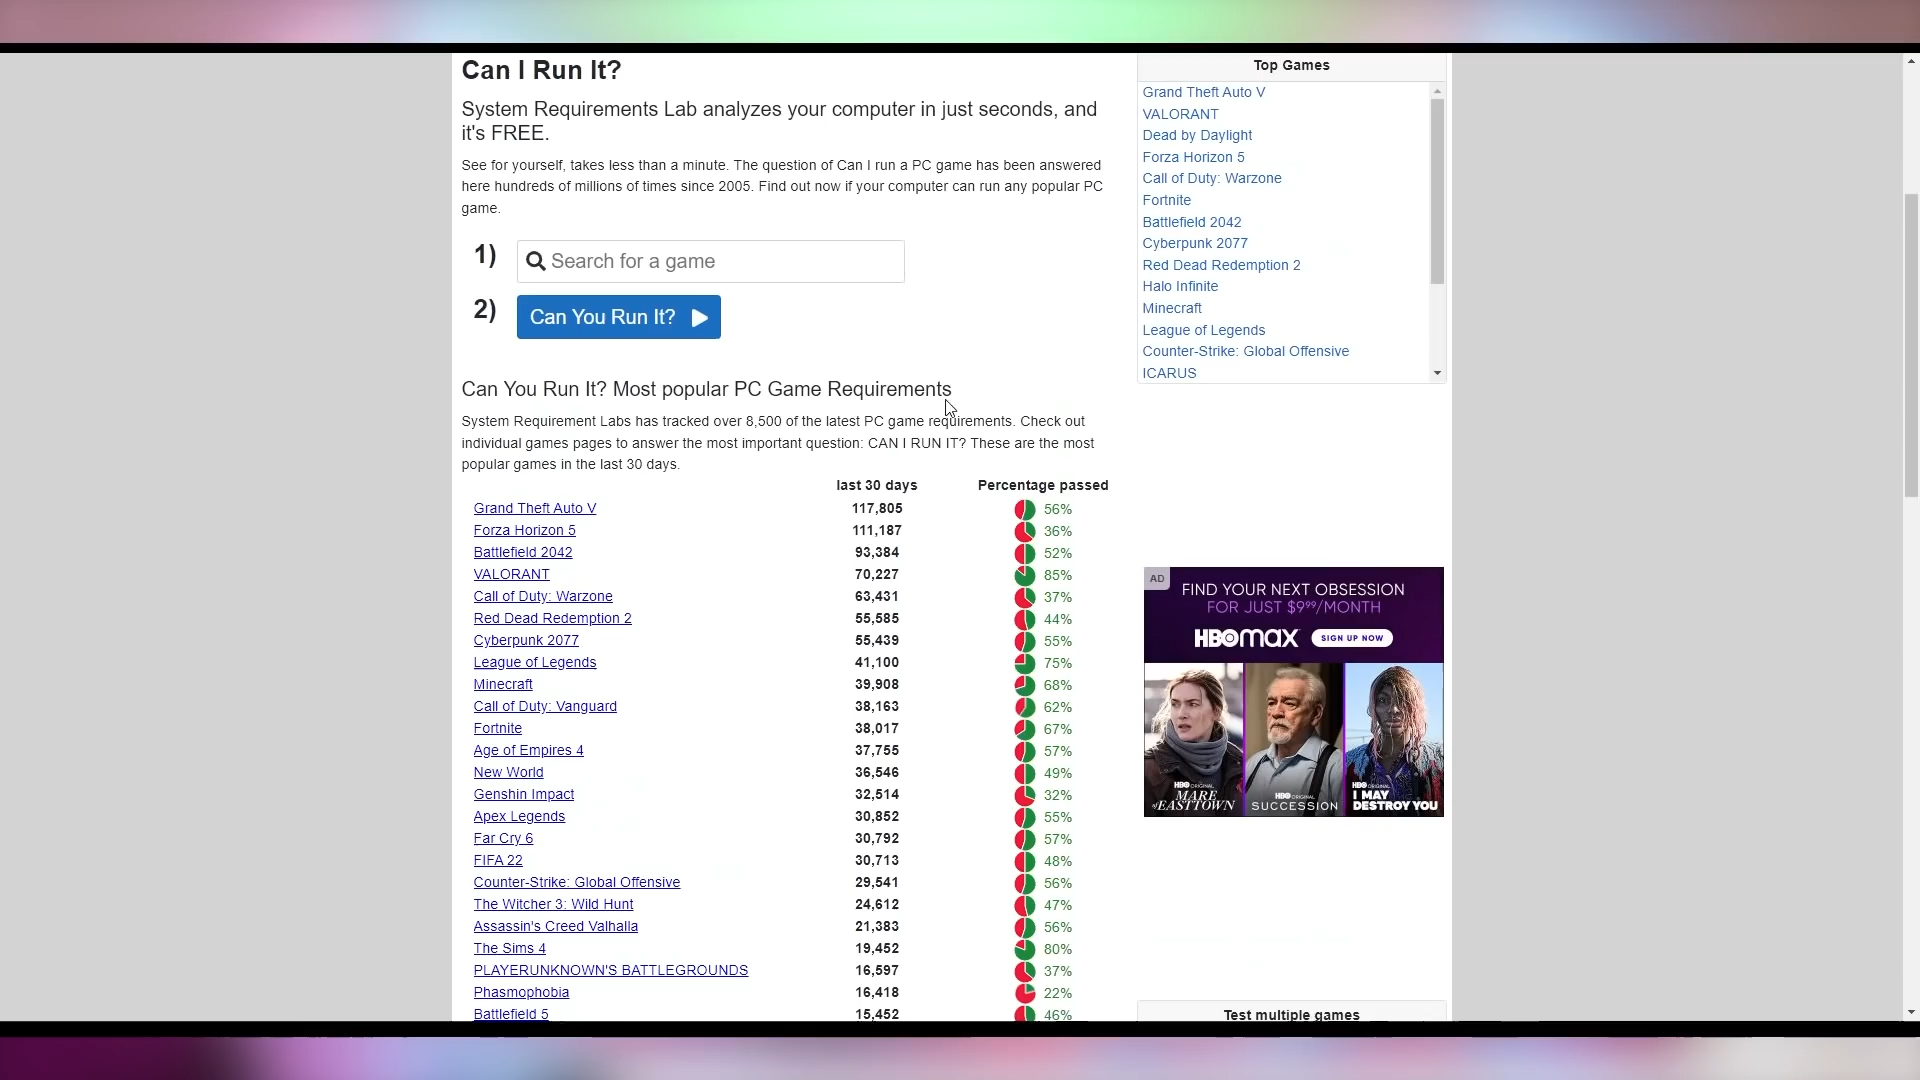 Can I Run It?
System Requirements Lab analyzes your computer in just seconds, and
it's FREE.
See for yourself, takes less than a minute. The question of Can I run a PC game has been answered
here hundreds of millions of times since 2005. Find out now if your computer can run any popular PC
game.
1)
Search for a game
2)
Can You Run It?
Can You Run It? Most popular PC Game Requirements
System Requirement Labs has tracked over 8,500 of the latest PC game requirements. Check out
individual games pages to answer the most important question: CAN I RUN IT? These are the most
popular games in the last 30 days.
last 30 days Percentage passed
Grand Theft Auto V 117,805 56%
Forza Horizon 5 111,187 36%
Battlefield 2042 93,384 52%
VALORANT 70,227 85%
Call of Duty: Warzone 63,431 37%
Red Dead Redemption 2 55,585 44%
Cyberpunk 2077 55,439 55%
League of Legends 41,100 75%
Minecraft 39,908 68%
Call of Duty: Vanguard 38,163 62%
Fortnite 38,017 67%
Age of Empires 4 37,755 57%
New World 36,546 49%
Genshin Impact 32,514 32%
Apex Legends 30,852 55%
Far Cry 6 30,792 57%
FIFA 22 30,713 48%
Counter-Strike: Global Offensive 29,541 56%
The Witcher 3: Wild Hunt 24,612 47%
Assassin's Creed Valhalla 21,383 56%
The Sims 4 19,452 80%
PLAYERUNKNOWN'S BATTLEGROUNDS 16,597 37%
Phasmophobia 16,418 22%
Battlefield 5 15,452 46%
Top Games
Grand Theft Auto V
VALORANT
Dead by Daylight
Forza Horizon 5
Call of Duty: Warzone
Fortnite
Battlefield 2042
Cyberpunk 2077
Red Dead Redemption 2
Halo Infinite
Minecraft
League of Legends
Counter-Strike: Global Offensive
ICARUS
AD
FIND YOUR NEXT OBSESSION
FOR JUST $9⁹⁹/MONTH
HBOMAX SIGN UP NOW
HBO ORIGINAL
MARE
of EASTTOWN
HBO ORIGINAL
SUCCESSION
HBO ORIGINAL
I MAY
DESTROY YOU
Test multiple games